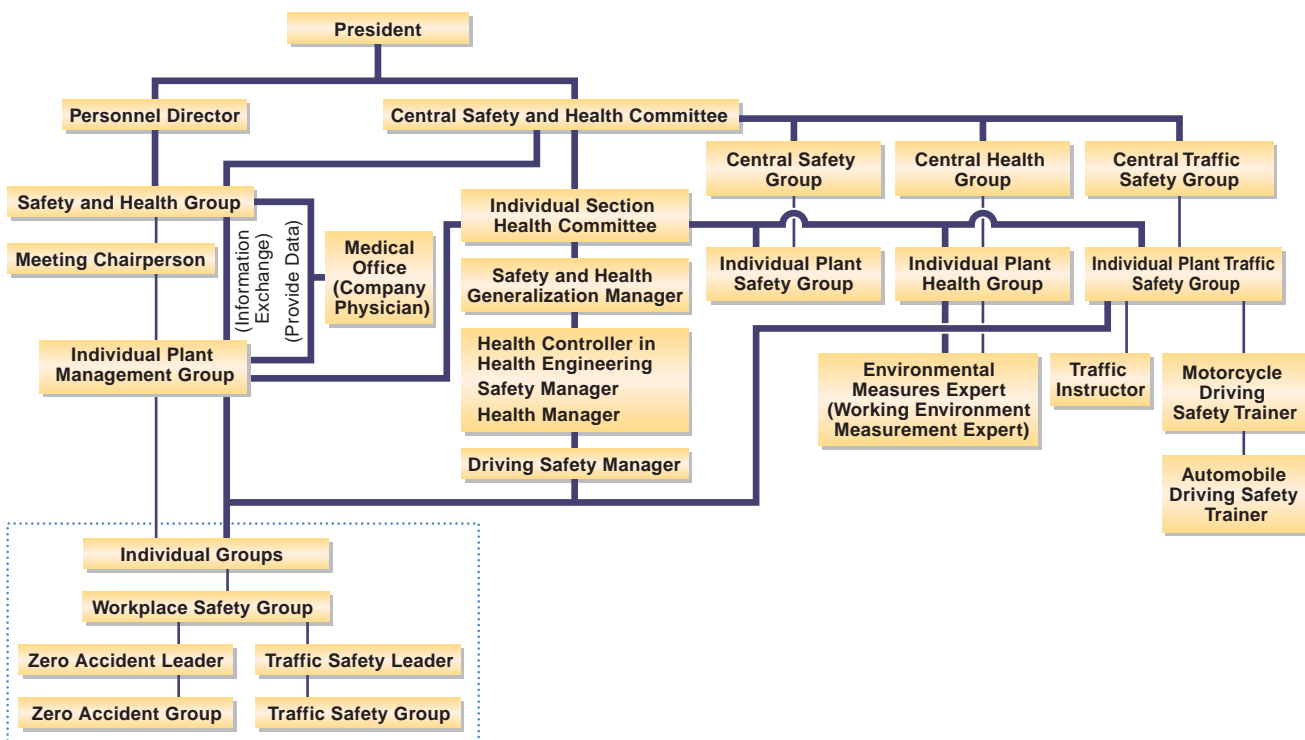 President
Personnel Director
Central Safety and Health Committee
Central Safety
Group
Central Health
Group
Central Traffic
Safety Group
Safety and Health Group
Meeting Chairperson
(Information
Exchange)
(Provide Data)
Medical
Office
(Company
Physician)
Individual Plant
Management Group
Individual Section
Health Committee
Safety and Health
Generalization Manager
Health Controller in
Health Engineering
Safety Manager
Health Manager
Driving Safety Manager
Individual Plant
Safety Group
Individual Plant
Health Group
Individual Plant Traffic
Safety Group
Environmental
Measures Expert
(Working Environment
Measurement Expert)
Traffic
Instructor
Motorcycle
Driving
Safety Trainer
Automobile
Driving Safety
Trainer
Individual Groups
Workplace Safety Group
Zero Accident Leader
Traffic Safety Leader
Zero Accident Group
Traffic Safety Group